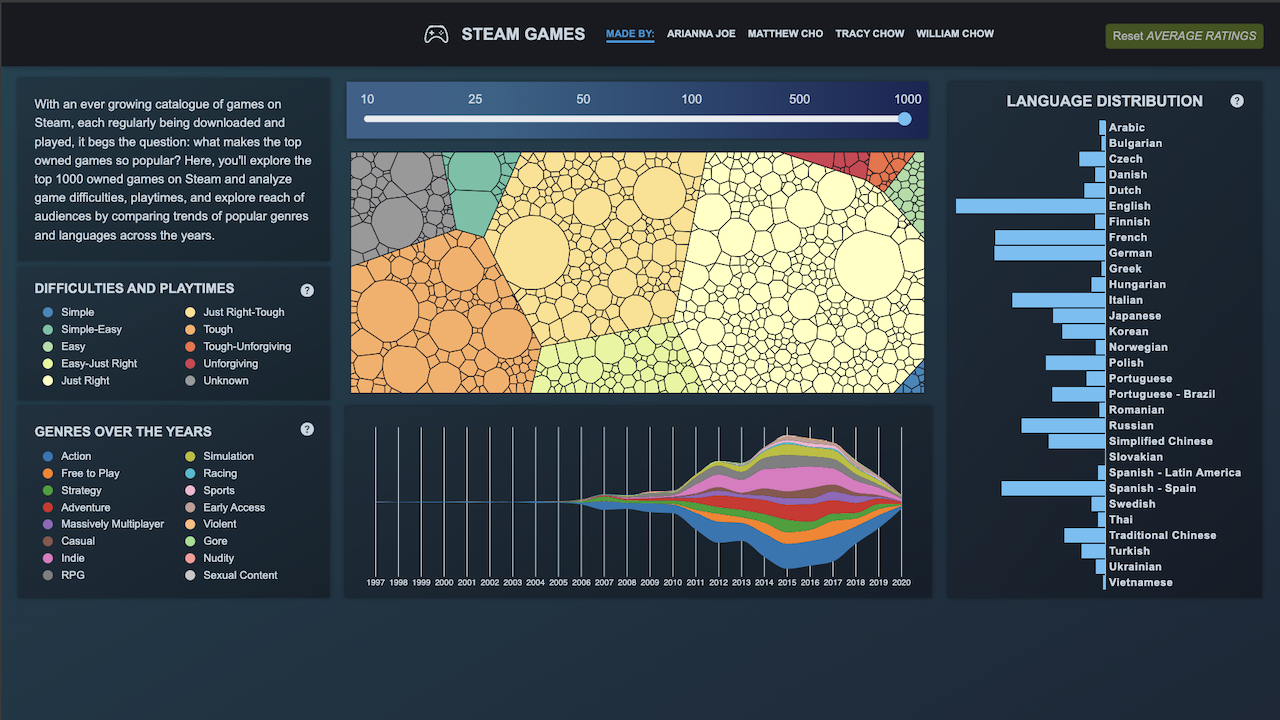 STEAM GAMES
MADE BY: ARIANNA JOE MATTHEW CHO TRACY CHOW WILLIAM CHOW
Reset AVERAGE RATINGS
With an ever growing catalogue of games on
Steam, each regularly being downloaded and
played, it begs the question: what makes the top
owned games so popular? Here, you'll explore the
top 1000 owned games on Steam and analyze
game difficulties, playtimes, and explore reach of
audiences by comparing trends of popular genres
and languages across the years.
DIFFICULTIES AND PLAYTIMES ?
Simple
Simple-Easy
Easy
Easy-Just Right
Just Right
Just Right-Tough
Tough
Tough-Unforgiving
Unforgiving
Unknown
GENRES OVER THE YEARS ?
Action
Free to Play
Strategy
Adventure
Massively Multiplayer
Casual
Indie
RPG
Simulation
Racing
Sports
Early Access
Violent
Gore
Nudity
Sexual Content
10 25 50 100 500 1000
1997 1998 1999 2000 2001 2002 2003 2004 2005 2006 2007 2008 2009 2010 2011 2012 2013 2014 2015 2016 2017 2018 2019 2020
LANGUAGE DISTRIBUTION ?
Arabic
Bulgarian
Czech
Danish
Dutch
English
Finnish
French
German
Greek
Hungarian
Italian
Japanese
Korean
Norwegian
Polish
Portuguese
Portuguese - Brazil
Romanian
Russian
Simplified Chinese
Slovakian
Spanish - Latin America
Spanish - Spain
Swedish
Thai
Traditional Chinese
Turkish
Ukrainian
Vietnamese